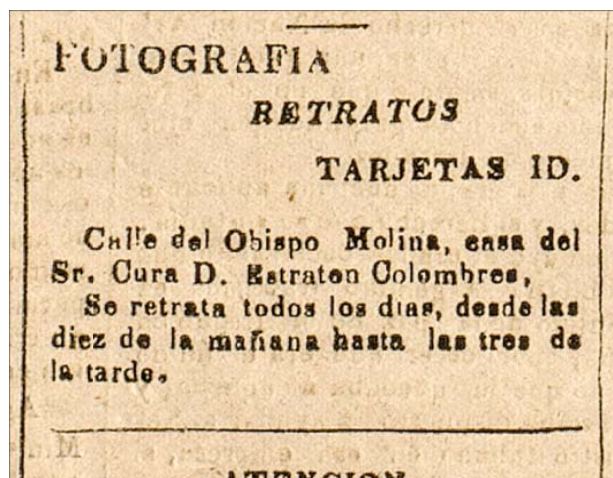 FOTOGRAFIA
RETRATOS
TARJETAS ID.
Calle del Obispo Molina, casa del
Sr. Cura D. Estraton Colombres,
Se retrata todos los dias, desde las
diez de la mañana hasta las tres de
la tarde.
ATENCION